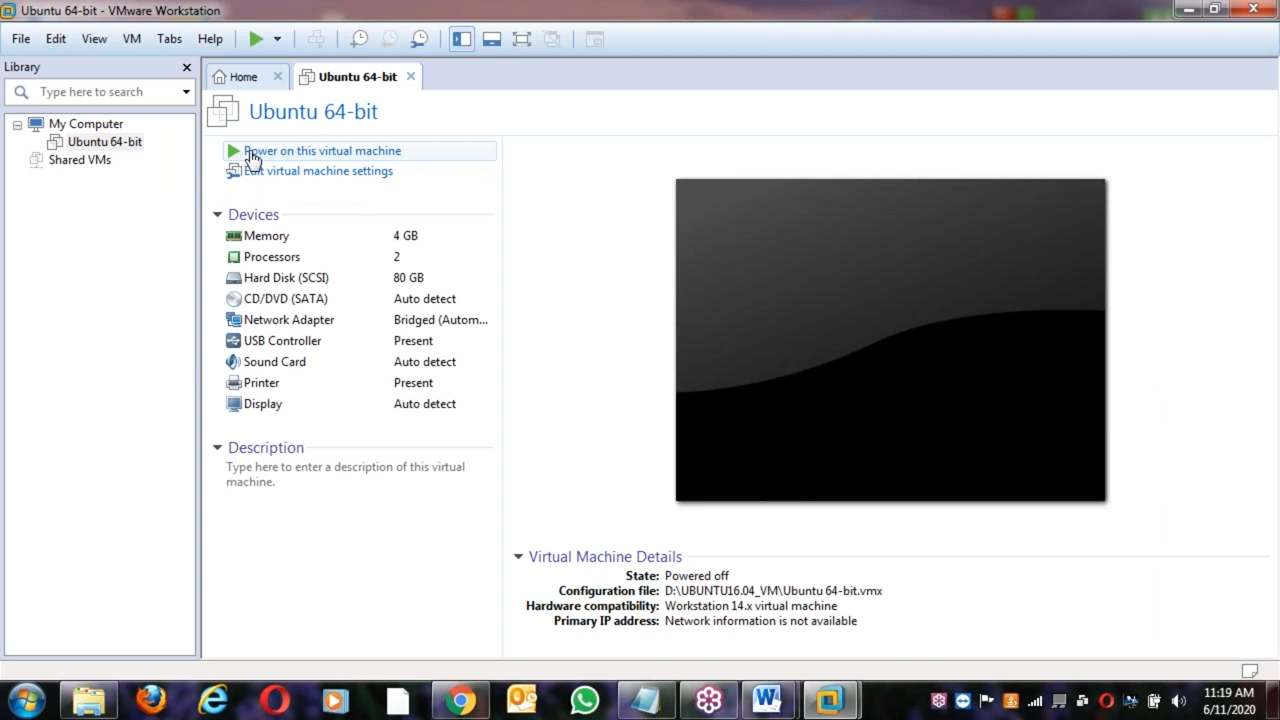 Ubuntu 64-bit - VMware Workstation
File Edit View VM Tabs Help
Library
Home
Ubuntu 64-bit
Type here to search
My Computer
Ubuntu 64-bit
Shared VMs
Ubuntu 64-bit
Power on this virtual machine
Edit virtual machine settings
Devices
Memory 4 GB
Processors 2
Hard Disk (SCSI) 80 GB
CD/DVD (SATA) Auto detect
Network Adapter Bridged (Autom...
USB Controller Present
Sound Card Auto detect
Printer Present
Display Auto detect
Description
Type here to enter a description of this virtual
machine.
Virtual Machine Details
State: Powered off
Configuration file: D:\UBUNTU16.04_VM\Ubuntu 64-bit.vmx
Hardware compatibility: Workstation 14.x virtual machine
Primary IP address: Network information is not available
11:19 AM
6/11/2020